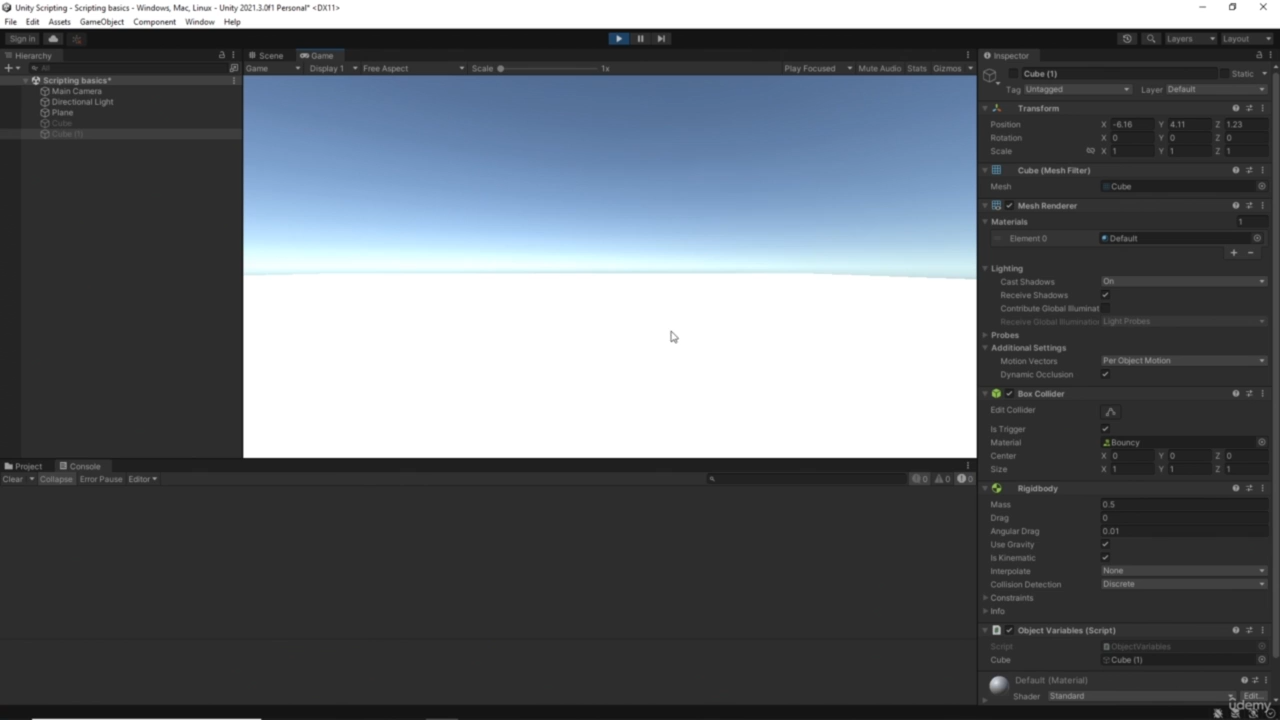 Unity Scripting - Scripting basics - Windows, Mac, Linux - Unity 2021.3.0f1 Personal* <DX11>
File Edit Assets GameObject Component Window Help
Sign in Layers Layout
Hierarchy Scene Game Inspector
All Game Display 1 Free Aspect Scale 1x Play Focused Mute Audio Stats Gizmos
Cube (1) Static
Scripting basics*
Tag Untagged Layer Default
Main Camera
Directional Light
Transform
Plane
Cube
Position X -6.16 Y 4.11 Z 1.23
Cube (1)
Rotation X 0 Y 0 Z 0
Scale X 1 Y 1 Z 1
Cube (Mesh Filter)
Mesh Cube
Mesh Renderer
Materials 1
Element 0 Default
Lighting
Cast Shadows On
Receive Shadows
Contribute Global Illuminat
Receive Global Illumination Light Probes
Probes
Additional Settings
Motion Vectors Per Object Motion
Dynamic Occlusion
Box Collider
Edit Collider
Is Trigger
Material Bouncy
Center X 0 Y 0 Z 0
Size X 1 Y 1 Z 1
Project Console
Clear Collapse Error Pause Editor 0 0 0
Rigidbody
Mass 0.5
Drag 0
Angular Drag 0.01
Use Gravity
Is Kinematic
Interpolate None
Collision Detection Discrete
Constraints
Info
Object Variables (Script)
Script ObjectVariables
Cube Cube (1)
Default (Material)
Shader Standard Edit...
udemy